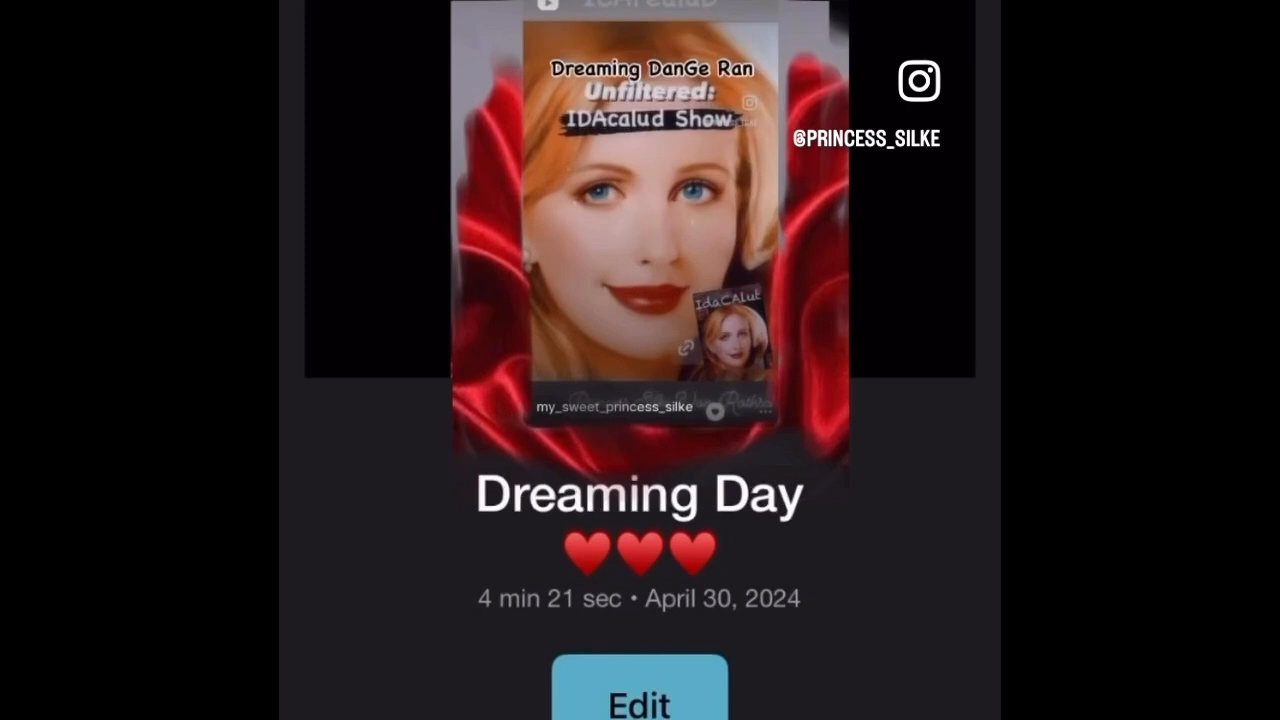 Dreaming DanGe Ran
Unfiltered:
IDAcalud Show
@PRINCESS_SILKE
IdaCALut
my_sweet_princess_silke
Dreaming Day
4 min 21 sec • April 30, 2024
Edit